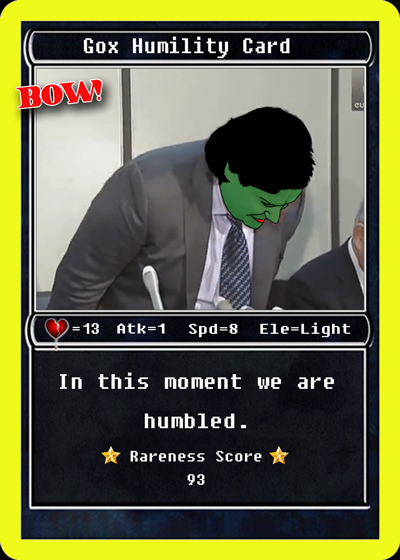 Gox Humility Card
BOW!
=13 Atk=1 Spd=8 Ele=Light
In this moment we are
humbled.
Rareness Score
93